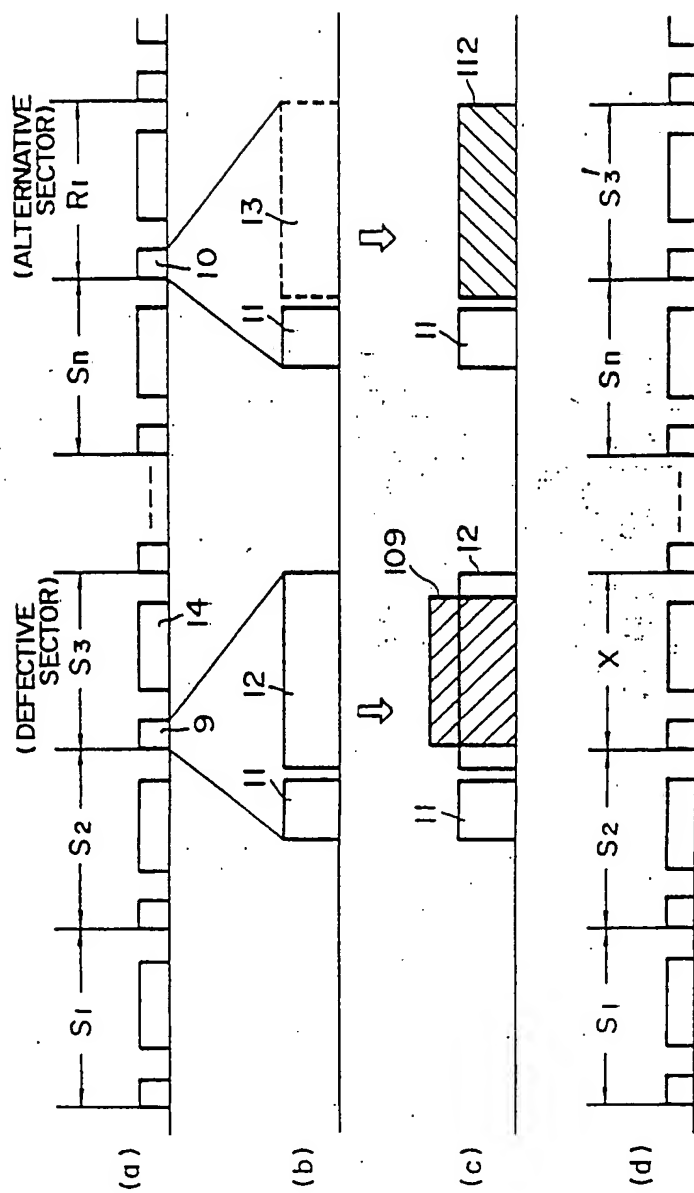 (DEFECTIVE SECTOR)
(ALTERNATIVE SECTOR)
(a)
S1
S2
S3
Sn
R1
9
14
10
(b)
11
12
11
13
(c)
11
109
12
11
112
(d)
S1
S2
X
Sn
S3'